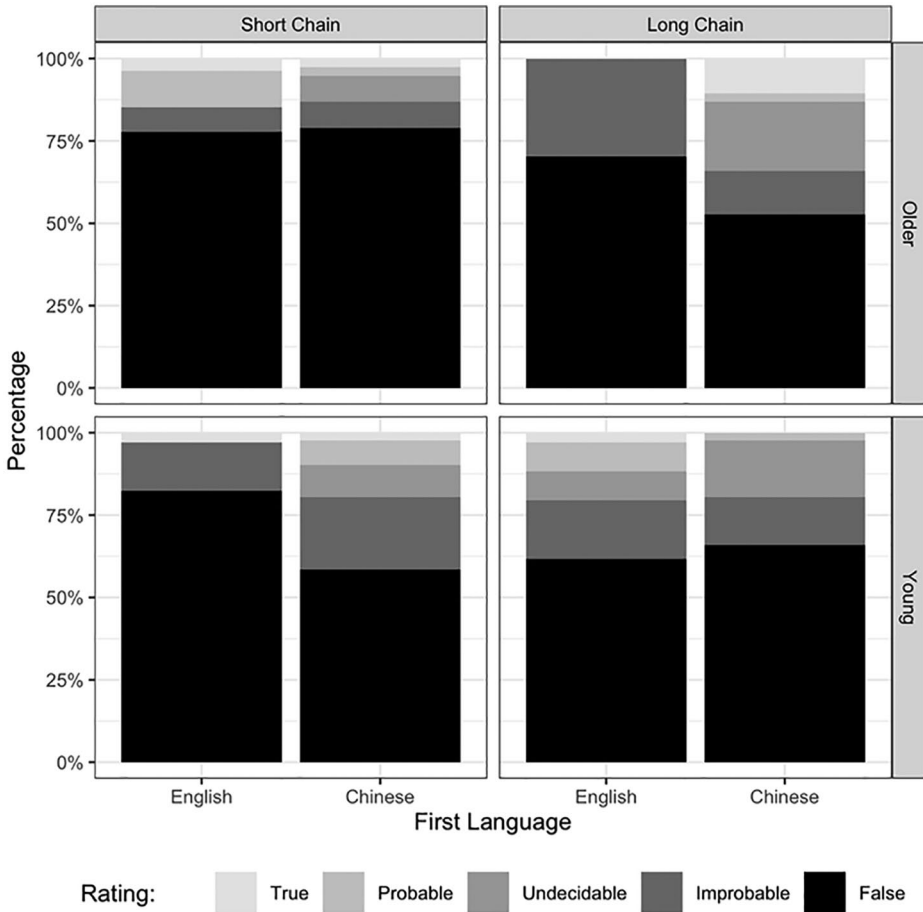 Short Chain Long Chain
100%
75%
50%
25%
0%
Older
100%
75%
50%
25%
0%
Young
Percentage
English Chinese English Chinese
First Language
Rating: True Probable Undecidable Improbable False